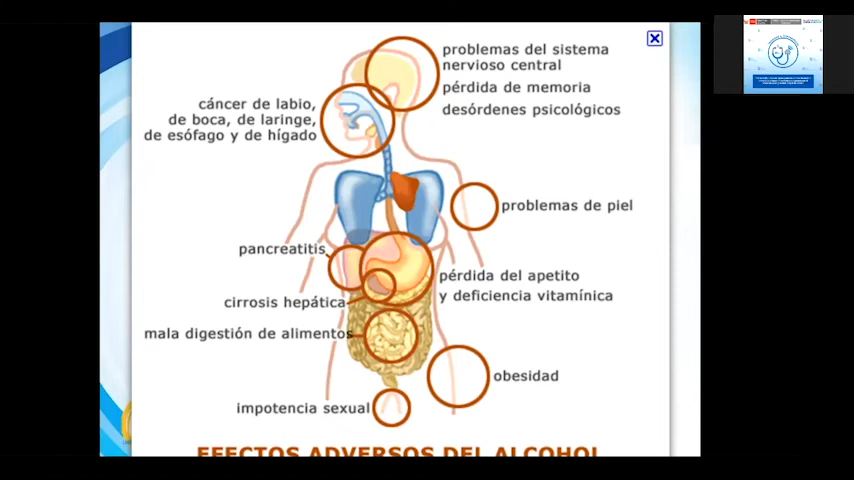 problemas del sistema
nervioso central
pérdida de memoria
desórdenes psicológicos
cáncer de labio,
de boca, de laringe,
de esófago y de hígado
problemas de piel
pancreatitis
pérdida del apetito
y deficiencia vitamínica
cirrosis hepática
mala digestión de alimentos
obesidad
impotencia sexual
EFECTOS ADVERSOS DEL ALCOHOL